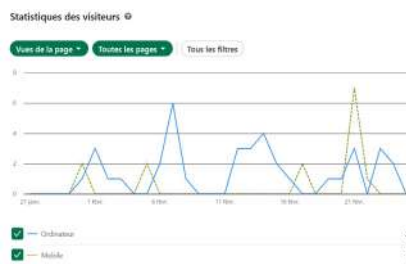 Statistiques des visiteurs
Vues de la page Toutes les pages Tous les filtres
8
6
4
2
0
27 janv. 1 févr. 6 févr. 11 févr. 16 févr. 21 févr.
Ordinateur
Mobile